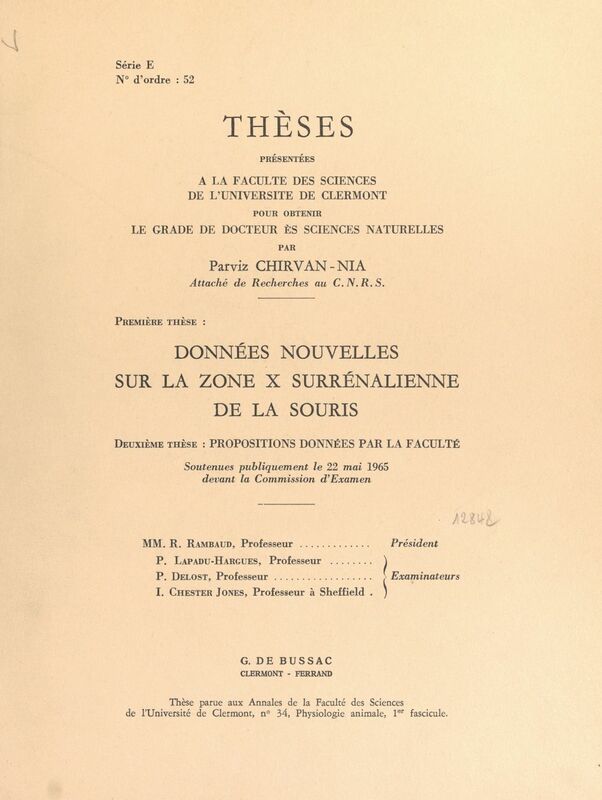 Série E
N° d'ordre : 52
THÈSES
PRÉSENTÉES
A LA FACULTE DES SCIENCES
DE L'UNIVERSITE DE CLERMONT
POUR OBTENIR
LE GRADE DE DOCTEUR ÈS SCIENCES NATURELLES
PAR
Parviz CHIRVAN-NIA
Attaché de Recherches au C.N.R.S.
PREMIÈRE THÈSE :
DONNÉES NOUVELLES
SUR LA ZONE X SURRÉNALIENNE
DE LA SOURIS
DEUXIÈME THÈSE : PROPOSITIONS DONNÉES PAR LA FACULTÉ
Soutenues publiquement le 22 mai 1965
devant la Commission d'Examen
12848
MM. R. RAMBAUD, Professeur ............. Président
P. LAPADU-HARGUES, Professeur ........
P. DELOST, Professeur .................. Examinateurs
I. CHESTER JONES, Professeur à Sheffield .
G. DE BUSSAC
CLERMONT - FERRAND
Thèse parue aux Annales de la Faculté des Sciences
de l'Université de Clermont, n° 34, Physiologie animale, 1er fascicule.